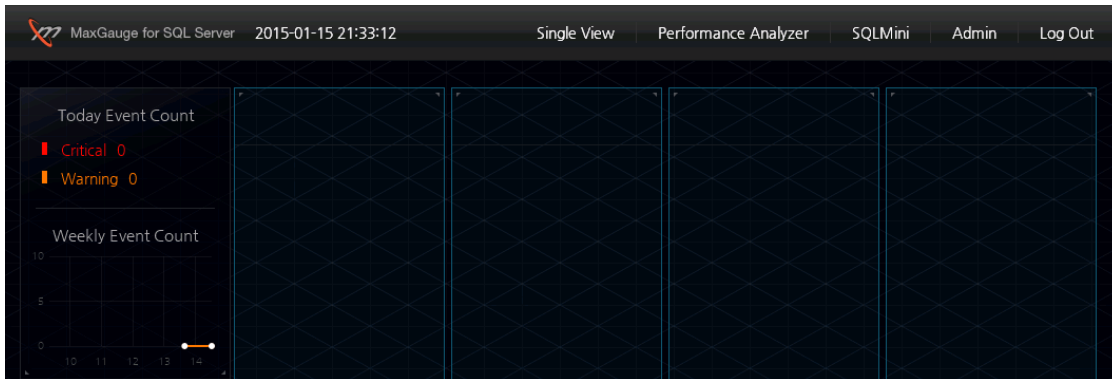 MaxGauge for SQL Server 2015-01-15 21:33:12 Single View Performance Analyzer SQLMini Admin Log Out
Today Event Count
Critical 0
Warning 0
Weekly Event Count
10
5
0
10 11 12 13 14